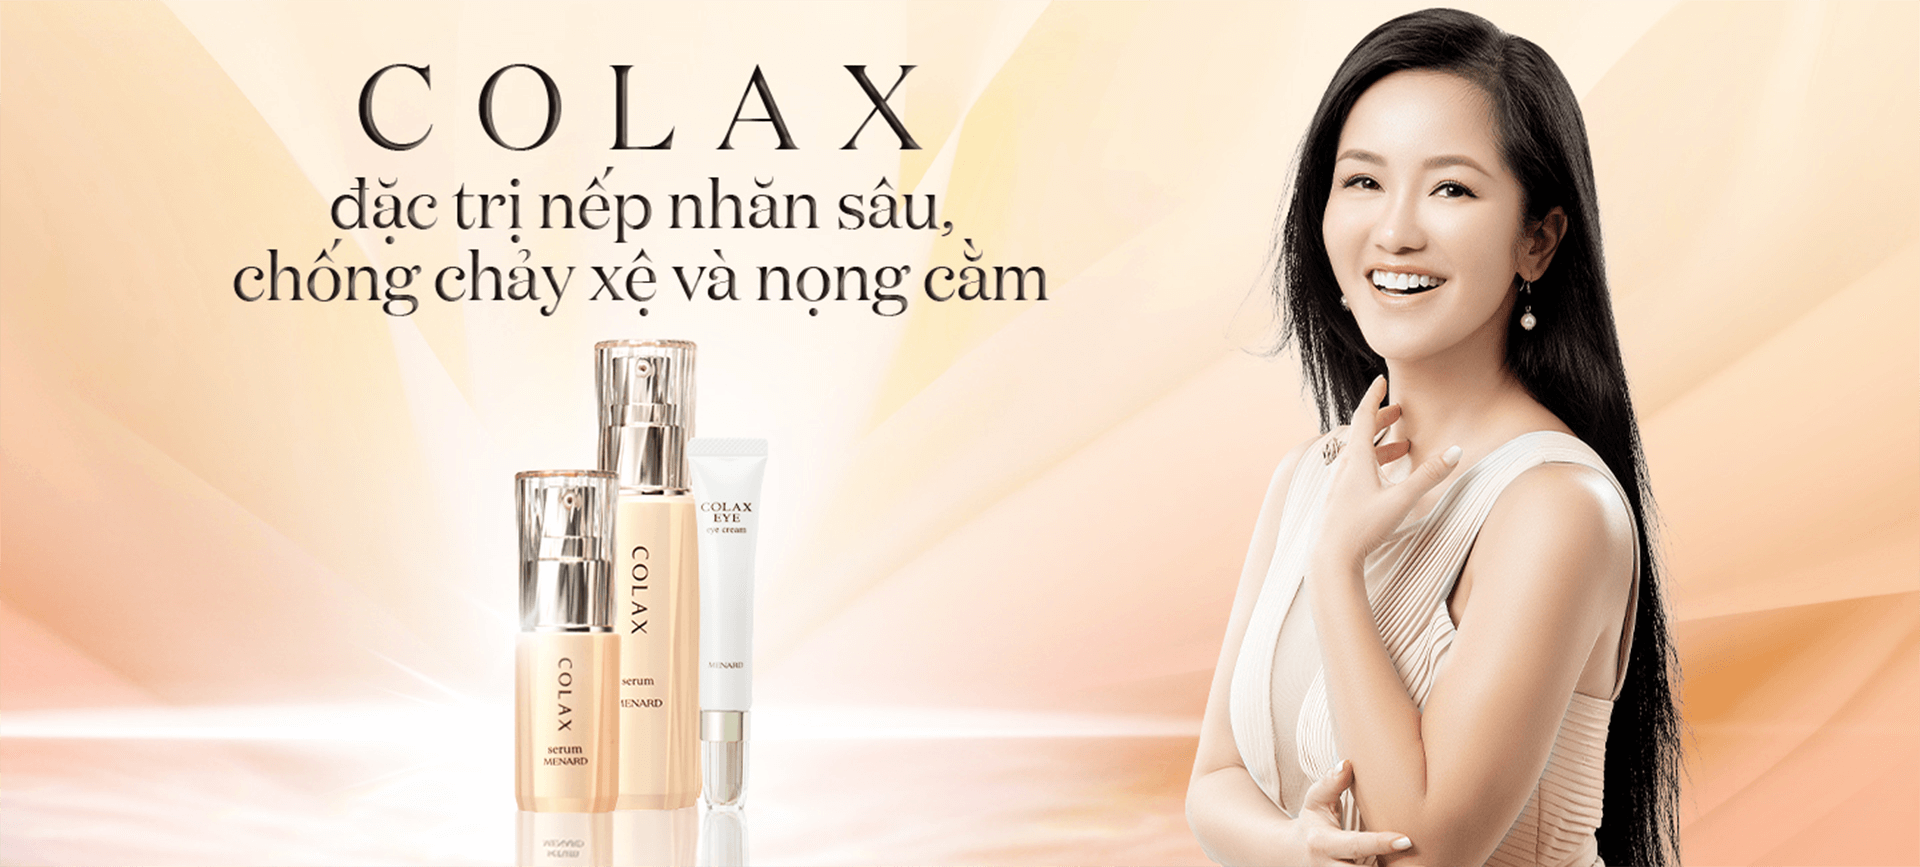 COLAX
đặc trị nếp nhăn sâu,
chống chảy xệ và nọng cằm
COLAX
serum
MENARD
COLAX
serum
MENARD
COLAX
EYE
eye cream
MENARD